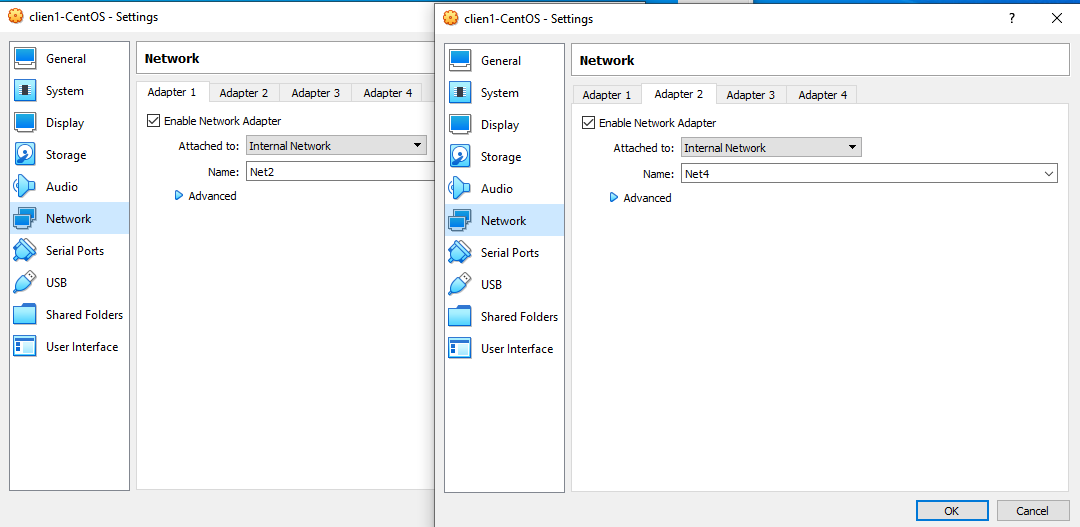 clien1-CentOS - Settings
General
System
Display
Storage
Audio
Network
Serial Ports
USB
Shared Folders
User Interface
Network
Adapter 1 Adapter 2 Adapter 3 Adapter 4
Enable Network Adapter
Attached to: Internal Network
Name: Net2
Advanced
clien1-CentOS - Settings ?
General
System
Display
Storage
Audio
Network
Serial Ports
USB
Shared Folders
User Interface
Network
Adapter 1 Adapter 2 Adapter 3 Adapter 4
Enable Network Adapter
Attached to: Internal Network
Name: Net4
Advanced
OK Cancel